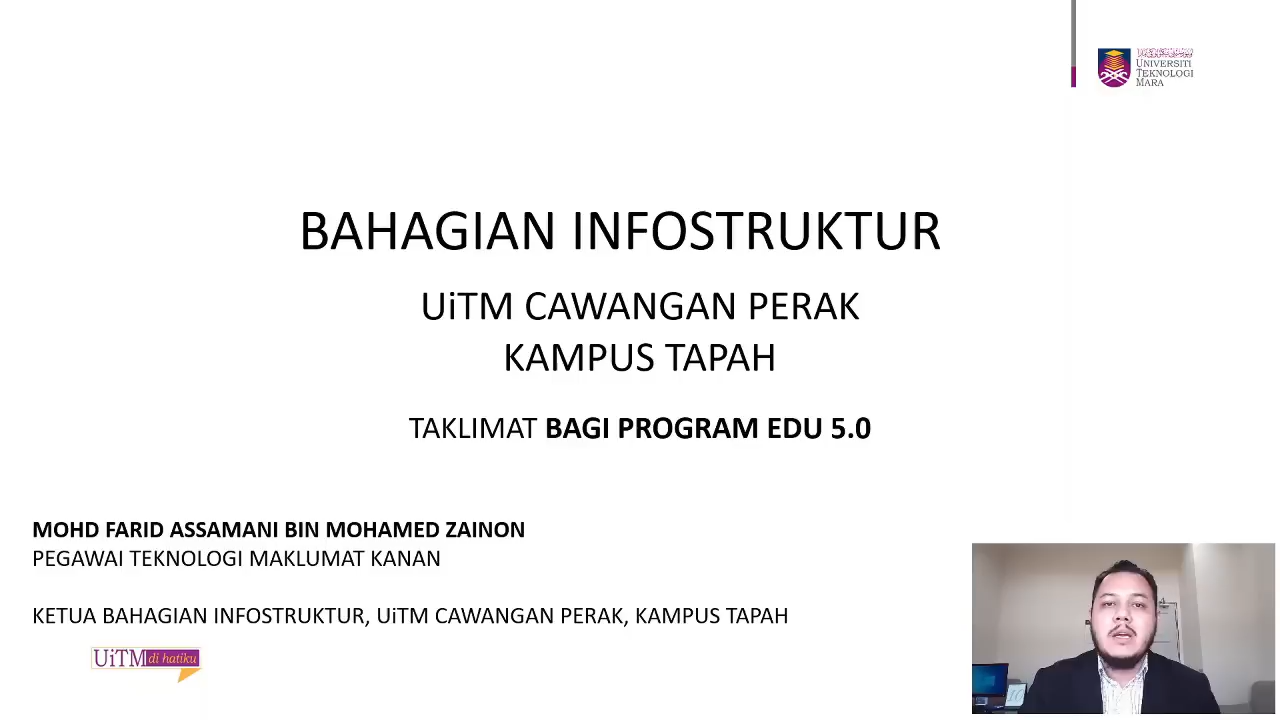 UNIVERSITI
TEKNOLOGI
MARA
BAHAGIAN INFOSTRUKTUR
UiTM CAWANGAN PERAK
KAMPUS TAPAH
TAKLIMAT BAGI PROGRAM EDU 5.0
MOHD FARID ASSAMANI BIN MOHAMED ZAINON
PEGAWAI TEKNOLOGI MAKLUMAT KANAN
KETUA BAHAGIAN INFOSTRUKTUR, UiTM CAWANGAN PERAK, KAMPUS TAPAH
UiTM di hatiku